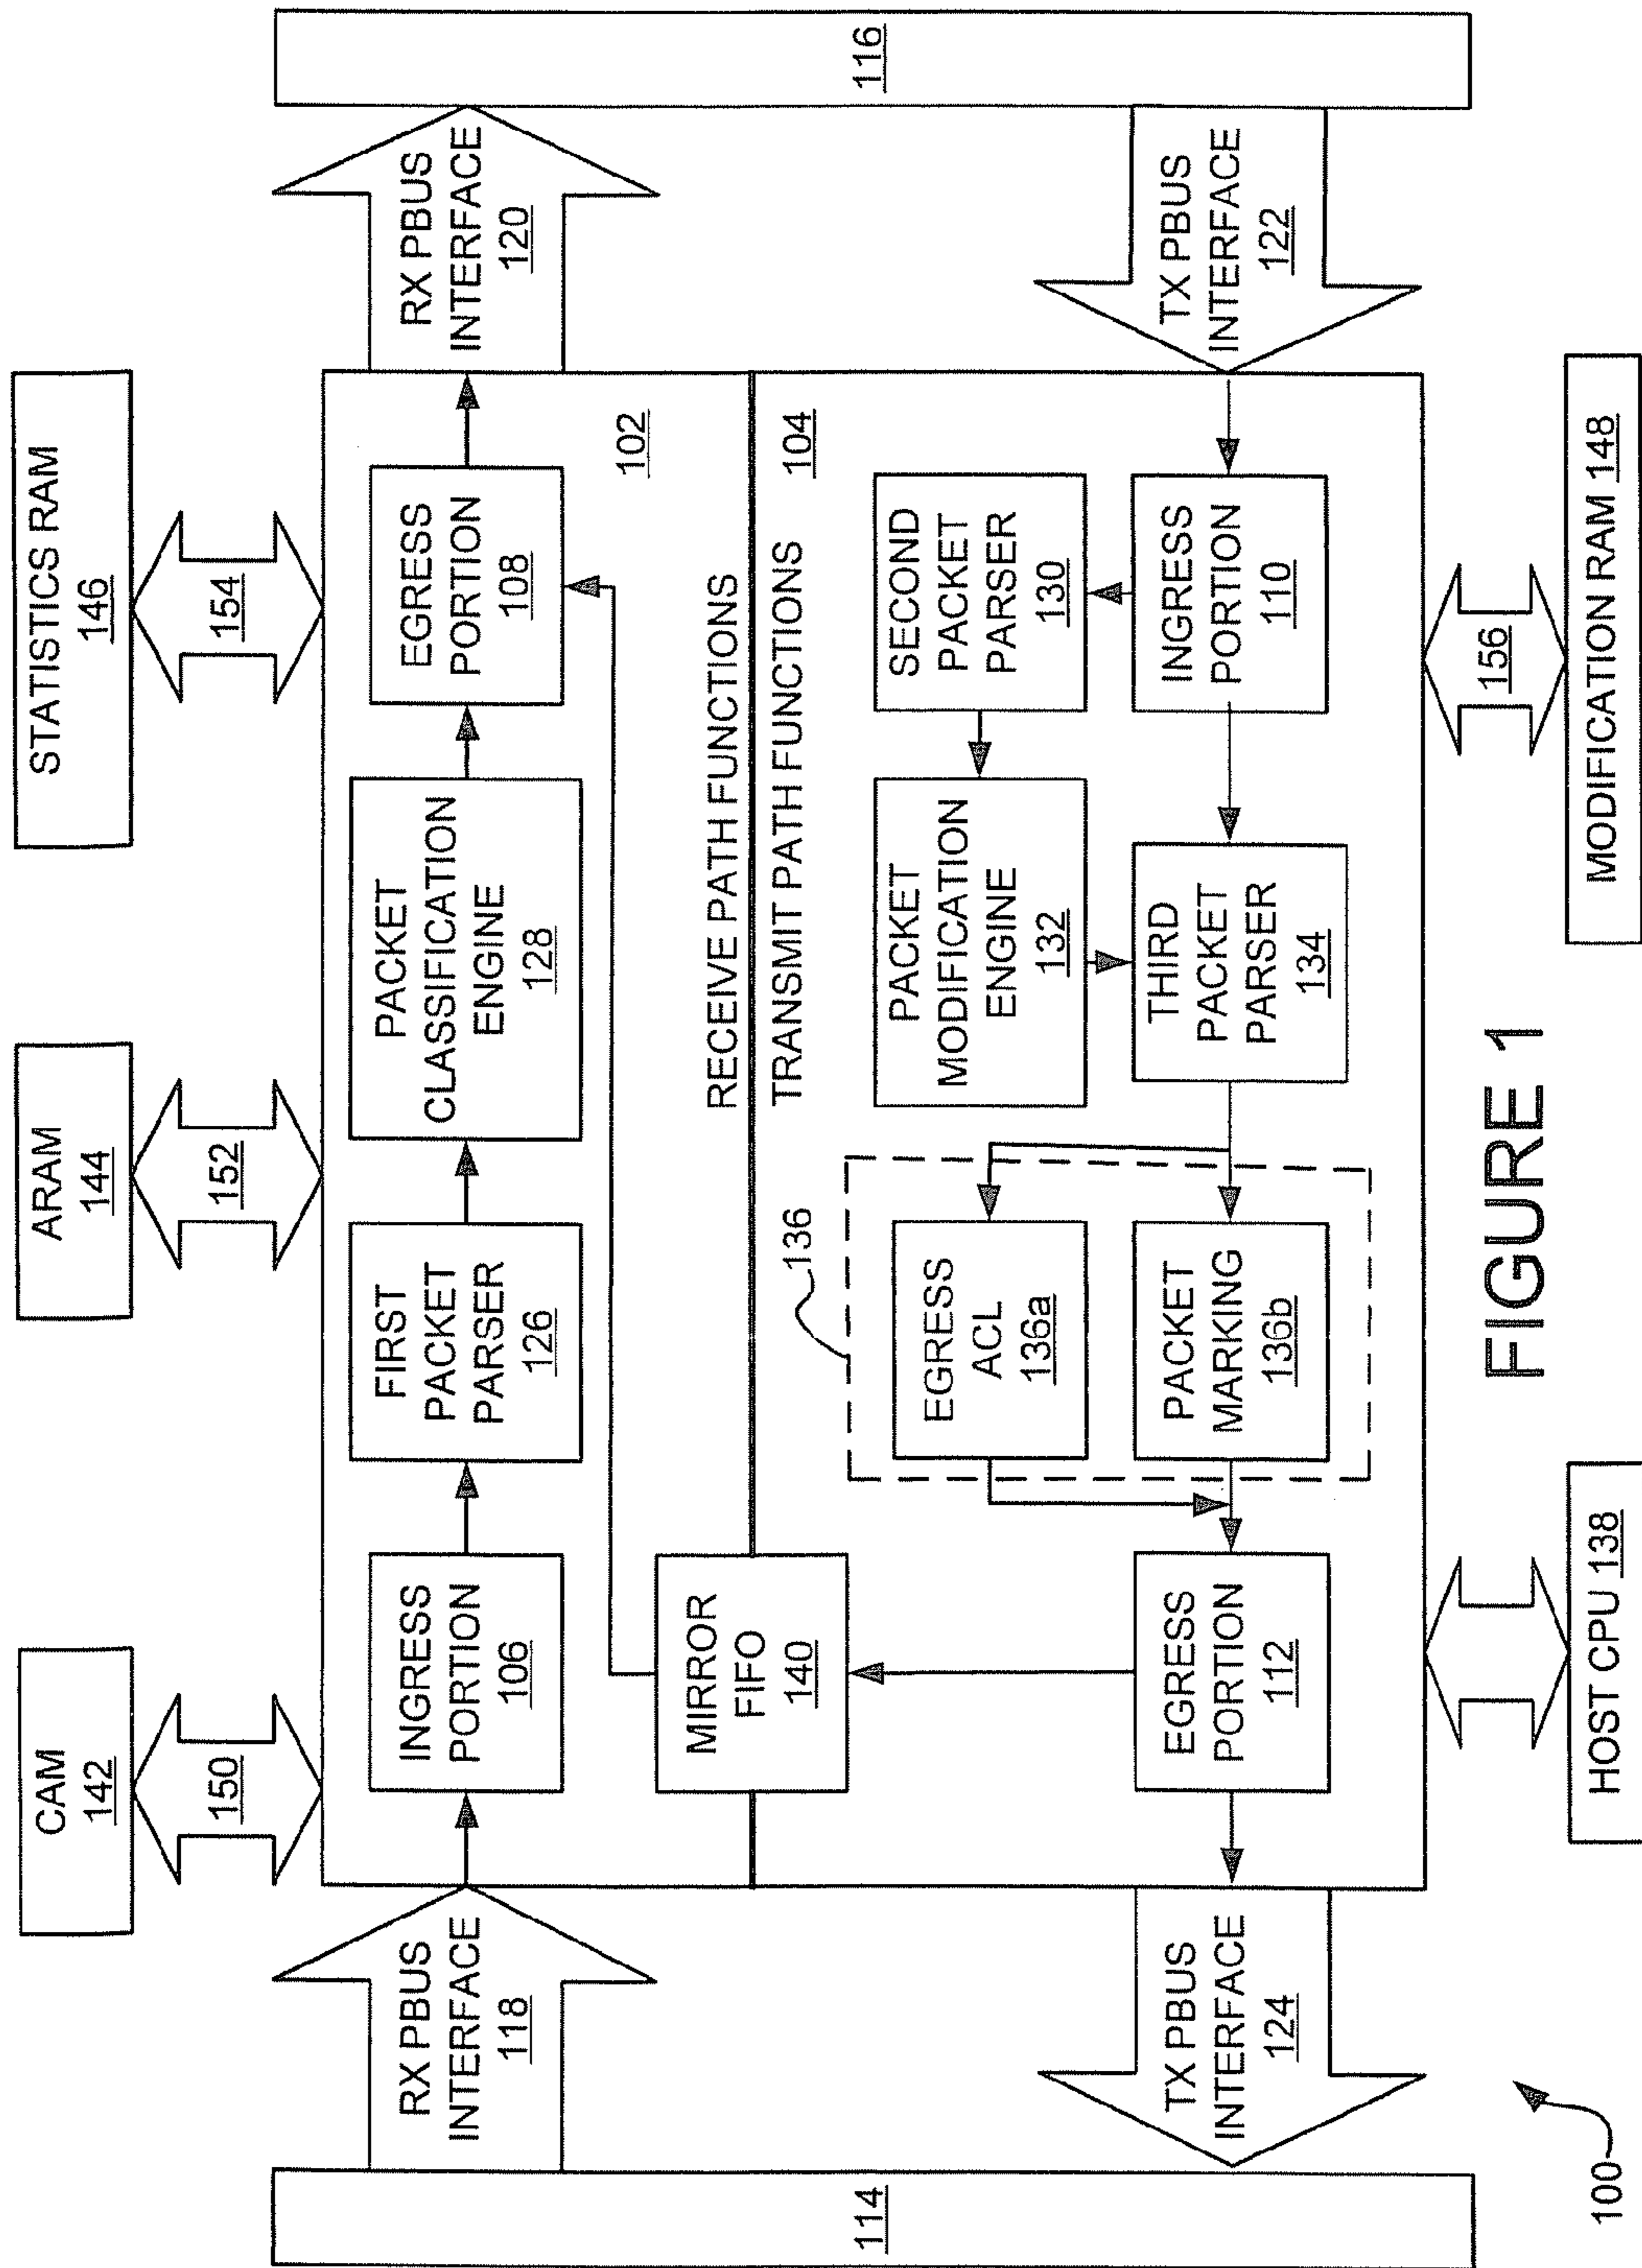 CAM
142
ARAM
144
STATISTICS RAM
146
150
152
154
RX PBUS
INTERFACE
118
INGRESS
PORTION
106
FIRST
PACKET
PARSER
126
PACKET
CLASSIFICATION
ENGINE
128
EGRESS
PORTION
108
RX PBUS
INTERFACE
120
102
114
116
MIRROR
FIFO
140
RECEIVE PATH FUNCTIONS
TRANSMIT PATH FUNCTIONS
104
136
EGRESS
ACL
136a
PACKET
MODIFICATION
ENGINE
132
SECOND
PACKET
PARSER
130
TX PBUS
INTERFACE
124
EGRESS
PORTION
112
PACKET
MARKING
136b
THIRD
PACKET
PARSER
134
INGRESS
PORTION
110
TX PBUS
INTERFACE
122
156
100
HOST CPU 138
MODIFICATION RAM 148
FIGURE 1